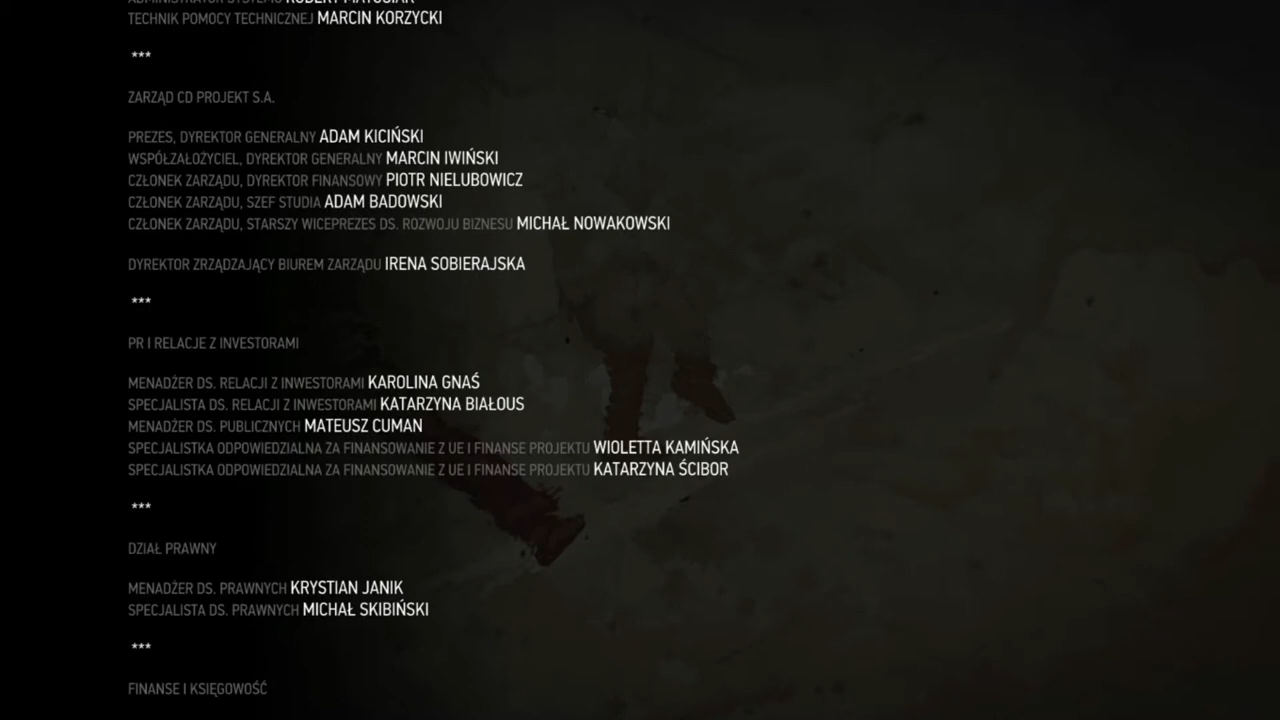 ADMINISTRATOR SYSTEMU ROBERT MATUSIAK
TECHNIK POMOCY TECHNICZNEJ MARCIN KORZYCKI
***
ZARZĄD CD PROJEKT S.A.
PREZES, DYREKTOR GENERALNY ADAM KICIŃSKI
WSPÓŁZAŁOŻYCIEL, DYREKTOR GENERALNY MARCIN IWIŃSKI
CZŁONEK ZARZĄDU, DYREKTOR FINANSOWY PIOTR NIELUBOWICZ
CZŁONEK ZARZĄDU, SZEF STUDIA ADAM BADOWSKI
CZŁONEK ZARZĄDU, STARSZY WICEPREZES DS. ROZWOJU BIZNESU MICHAŁ NOWAKOWSKI
DYREKTOR ZRZĄDZAJĄCY BIUREM ZARZĄDU IRENA SOBIERAJSKA
***
PR I RELACJE Z INVESTORAMI
MENADŻER DS. RELACJI Z INWESTORAMI KAROLINA GNAŚ
SPECJALISTA DS. RELACJI Z INWESTORAMI KATARZYNA BIAŁOUS
MENADŻER DS. PUBLICZNYCH MATEUSZ CUMAN
SPECJALISTKA ODPOWIEDZIALNA ZA FINANSOWANIE Z UE I FINANSE PROJEKTU WIOLETTA KAMIŃSKA
SPECJALISTKA ODPOWIEDZIALNA ZA FINANSOWANIE Z UE I FINANSE PROJEKTU KATARZYNA ŚCIBOR
***
DZIAŁ PRAWNY
MENADŻER DS. PRAWNYCH KRYSTIAN JANIK
SPECJALISTA DS. PRAWNYCH MICHAŁ SKIBIŃSKI
***
FINANSE I KSIĘGOWOŚĆ